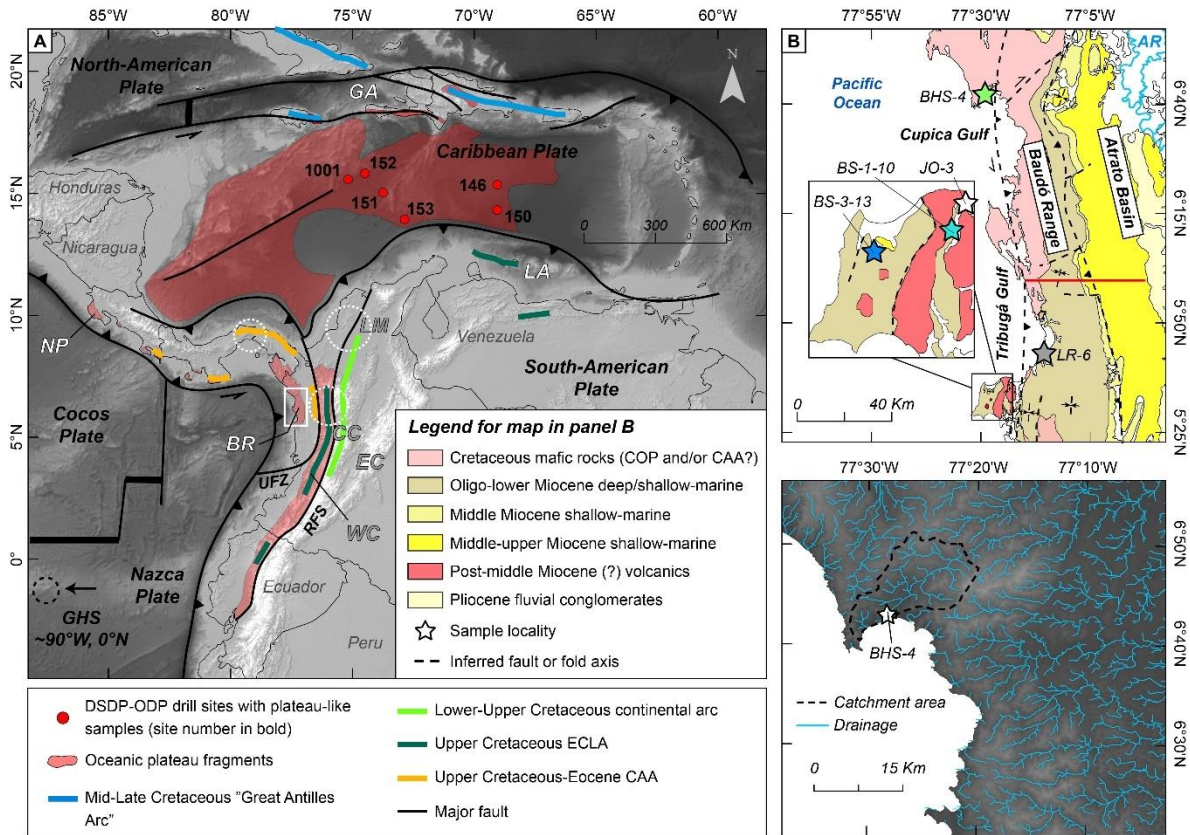 85°W
80°W
75°W
70°W
65°W
A
20°N
15°N
10°N
5°N
0°
North-American
Plate
GA
N
Caribbean Plate
1001
152
151
153
146
150
0
300
600 Km
Honduras
Nicaragua
LA
NP
LM
Venezuela
South-American
Plate
Cocos
Plate
BR
CC
EC
UFZ
WC
RFS
Nazca
Plate
Ecuador
GHS
~90°W, 0°N
Peru
Legend for map in panel B
Cretaceous mafic rocks (COP and/or CAA?)
Oligo-lower Miocene deep/shallow-marine
Middle Miocene shallow-marine
Middle-upper Miocene shallow-marine
Post-middle Miocene (?) volcanics
Pliocene fluvial conglomerates
Sample locality
Inferred fault or fold axis
DSDP-ODP drill sites with plateau-like
samples (site number in bold)
Oceanic plateau fragments
Mid-Late Cretaceous "Great Antilles
Arc"
Lower-Upper Cretaceous continental arc
Upper Cretaceous ECLA
Upper Cretaceous-Eocene CAA
Major fault
77°55'W
77°30'W
77°5'W
B
AR
Pacific
Ocean
BHS-4
6°40'N
Cupica Gulf
BS-1-10
JO-3
BS-3-13
Baudó Range
Atrato Basin
6°15'N
Tribugá Gulf
5°50'N
LR-6
0
40 Km
5°25'N
77°30'W
77°20'W
77°10'W
6°50'N
6°40'N
BHS-4
6°30'N
Catchment area
Drainage
0
15 Km